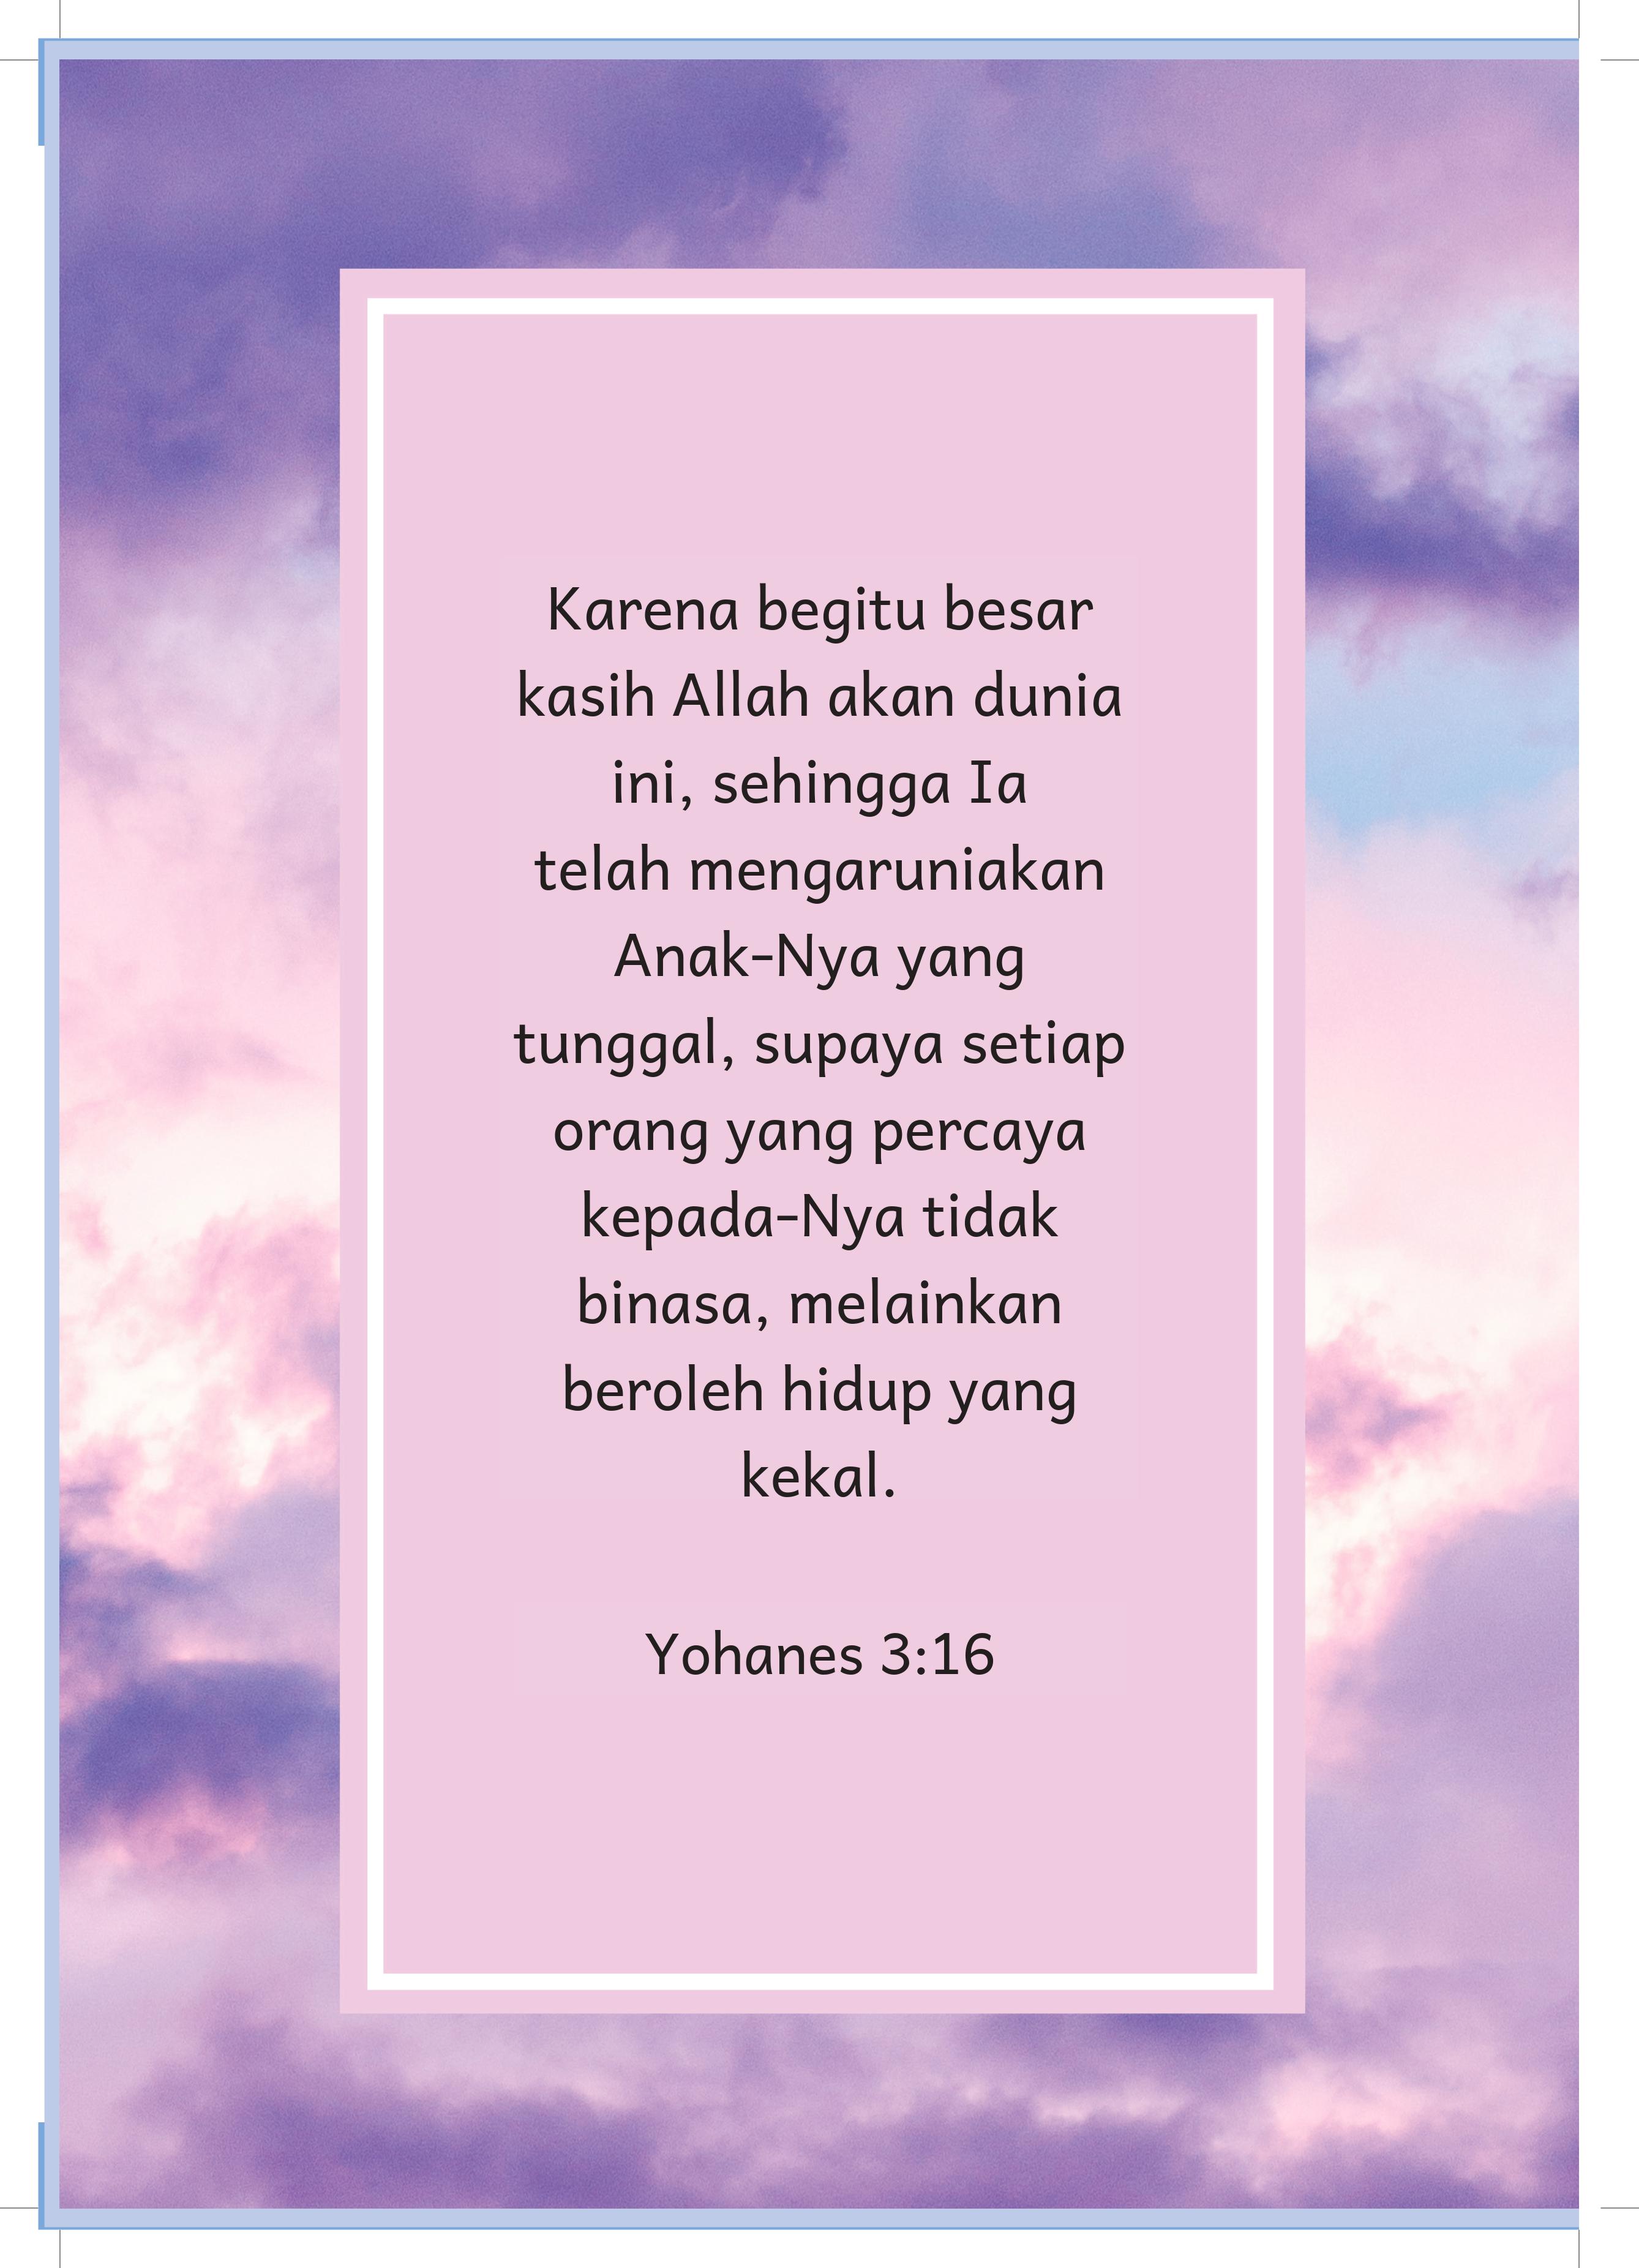 Karena begitu besar
kasih Allah akan dunia
ini, sehingga Ia
telah mengaruniakan
Anak-Nya yang
tunggal, supaya setiap
orang yang percaya
kepada-Nya tidak
binasa, melainkan
beroleh hidup yang
kekal.
Yohanes 3:16